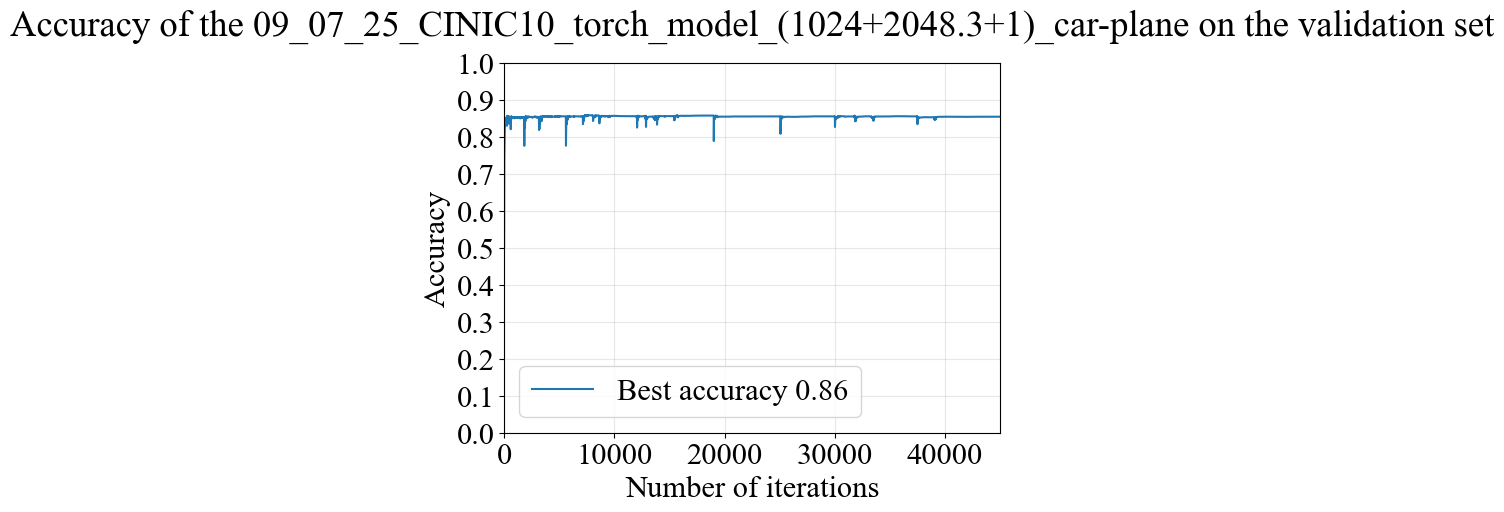 Accuracy of the 09_07_25_CINIC10_torch_model_(1024+2048.3+1)_car-plane on the validation set
1.0
0.9
0.8
0.7
0.6
0.5
0.4
0.3
0.2
0.1
0.0
Accuracy
Best accuracy 0.86
0 10000 20000 30000 40000
Number of iterations